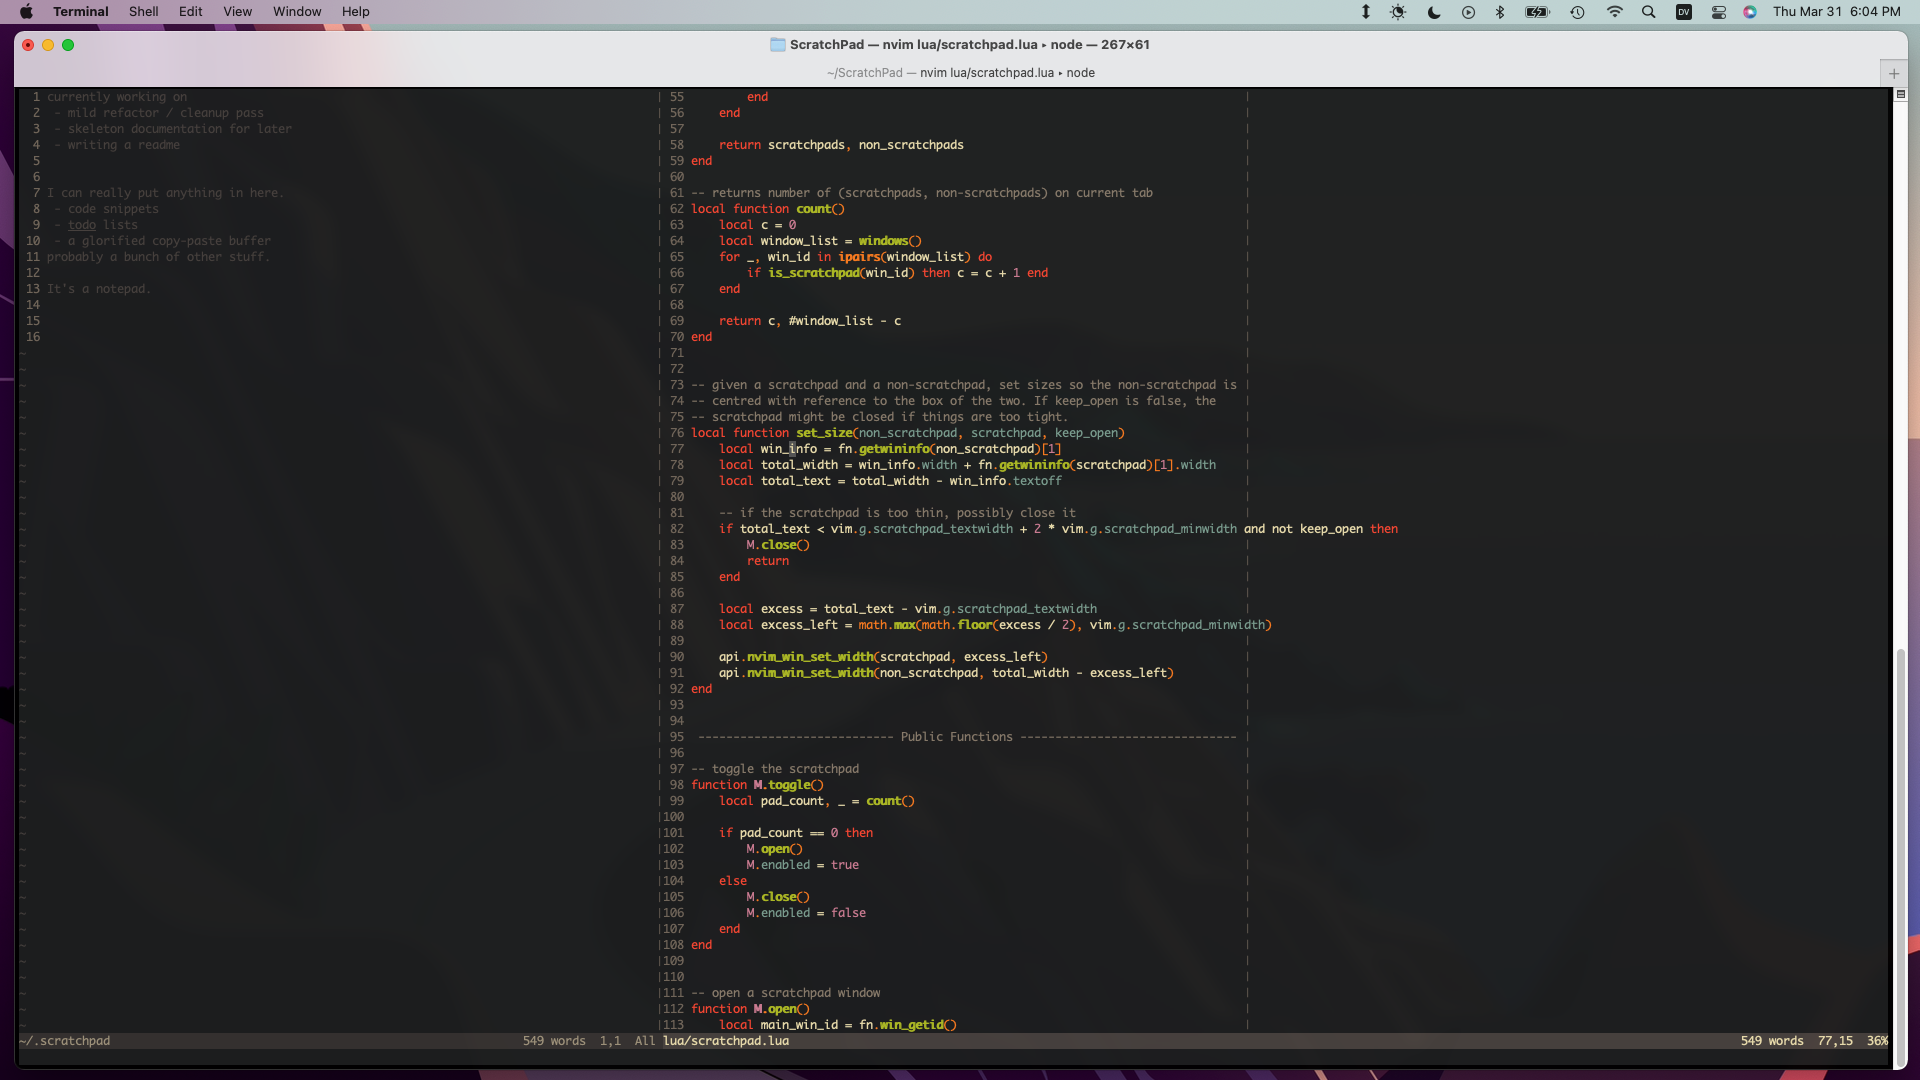 Terminal Shell Edit View Window Help
DV Thu Mar 31 6:04 PM
ScratchPad — nvim lua/scratchpad.lua ▸ node — 267×61
~/ScratchPad — nvim lua/scratchpad.lua ▸ node
+
1 currently working on
2  - mild refactor / cleanup pass
3  - skeleton documentation for later
4  - writing a readme
5
6
7 I can really put anything in here.
8  - code snippets
9  - todo lists
10  - a glorified copy-paste buffer
11 probably a bunch of other stuff.
12
13 It's a notepad.
14
15
16
55         end
56     end
57
58     return scratchpads, non_scratchpads
59 end
60
61 -- returns number of (scratchpads, non-scratchpads) on current tab
62 local function count()
63     local c = 0
64     local window_list = windows()
65     for _, win_id in ipairs(window_list) do
66         if is_scratchpad(win_id) then c = c + 1 end
67     end
68
69     return c, #window_list - c
70 end
71
72
73 -- given a scratchpad and a non-scratchpad, set sizes so the non-scratchpad is
74 -- centred with reference to the box of the two. If keep_open is false, the
75 -- scratchpad might be closed if things are too tight.
76 local function set_size(non_scratchpad, scratchpad, keep_open)
77     local win_info = fn.getwininfo(non_scratchpad)[1]
78     local total_width = win_info.width + fn.getwininfo(scratchpad)[1].width
79     local total_text = total_width - win_info.textoff
80
81     -- if the scratchpad is too thin, possibly close it
82     if total_text < vim.g.scratchpad_textwidth + 2 * vim.g.scratchpad_minwidth and not keep_open then
83         M.close()
84         return
85     end
86
87     local excess = total_text - vim.g.scratchpad_textwidth
88     local excess_left = math.max(math.floor(excess / 2), vim.g.scratchpad_minwidth)
89
90     api.nvim_win_set_width(scratchpad, excess_left)
91     api.nvim_win_set_width(non_scratchpad, total_width - excess_left)
92 end
93
94
95  ---------------------------- Public Functions -------------------------------
96
97 -- toggle the scratchpad
98 function M.toggle()
99     local pad_count, _ = count()
100
101     if pad_count == 0 then
102         M.open()
103         M.enabled = true
104     else
105         M.close()
106         M.enabled = false
107     end
108 end
109
110
111 -- open a scratchpad window
112 function M.open()
113     local main_win_id = fn.win_getid()
~/.scratchpad 549 words 1,1 All lua/scratchpad.lua 549 words 77,15 36%